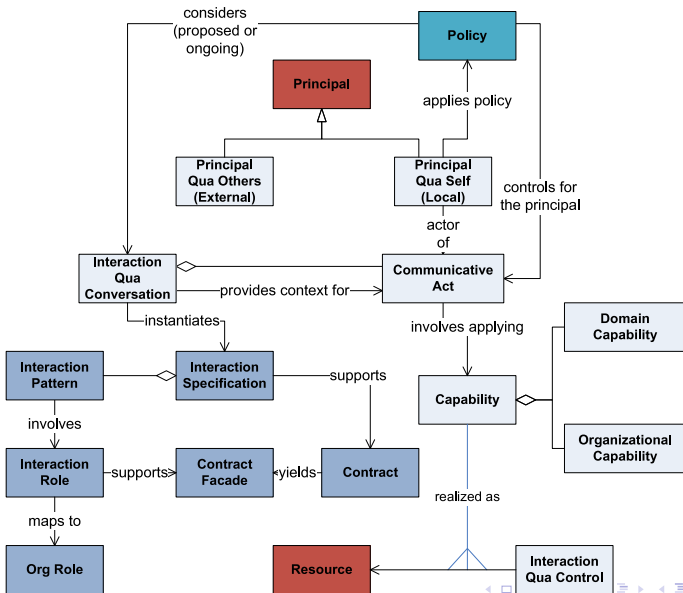 considers
(proposed or
ongoing)
Policy
Principal
applies policy
Principal
Qua Others
(External)
Principal
Qua Self
(Local)
controls for
the principal
actor
of
Interaction
Qua
Conversation
Communicative
Act
provides context for
instantiates
involves applying
Domain
Capability
Interaction
Pattern
Interaction
Specification
supports
Capability
involves
Organizational
Capability
Interaction
Role
supports
Contract
Facade
yields
Contract
realized as
maps to
Org Role
Resource
Interaction
Qua Control